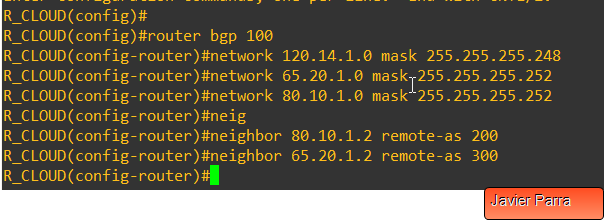 R_CLOUD(config)#
R_CLOUD(config)#router bgp 100
R_CLOUD(config-router)#network 120.14.1.0 mask 255.255.255.248
R_CLOUD(config-router)#network 65.20.1.0 mask 255.255.255.252
R_CLOUD(config-router)#network 80.10.1.0 mask 255.255.255.252
R_CLOUD(config-router)#neig
R_CLOUD(config-router)#neighbor 80.10.1.2 remote-as 200
R_CLOUD(config-router)#neighbor 65.20.1.2 remote-as 300
R_CLOUD(config-router)#
Javier Parra